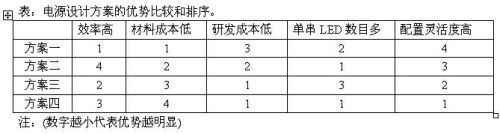 表：电源设计方案的优势比较和排序。
效率高 材料成本低 研发成本低 单串 LED 数目多 配置灵活度高
方案一 1 1 3 2 4
方案二 4 2 2 1 3
方案三 2 3 1 3 2
方案四 3 4 1 1 1
注：(数字越小代表优势越明显)